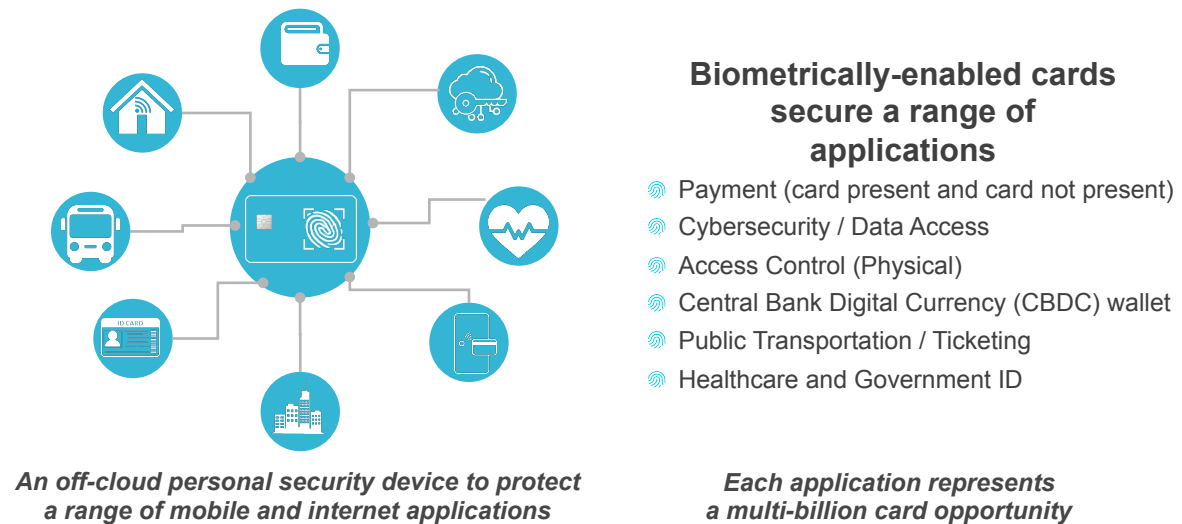 Biometrically-enabled cards
secure a range of
applications
Payment (card present and card not present)
Cybersecurity / Data Access
Access Control (Physical)
Central Bank Digital Currency (CBDC) wallet
Public Transportation / Ticketing
Healthcare and Government ID
ID CARD
An off-cloud personal security device to protect
a range of mobile and internet applications
Each application represents
a multi-billion card opportunity